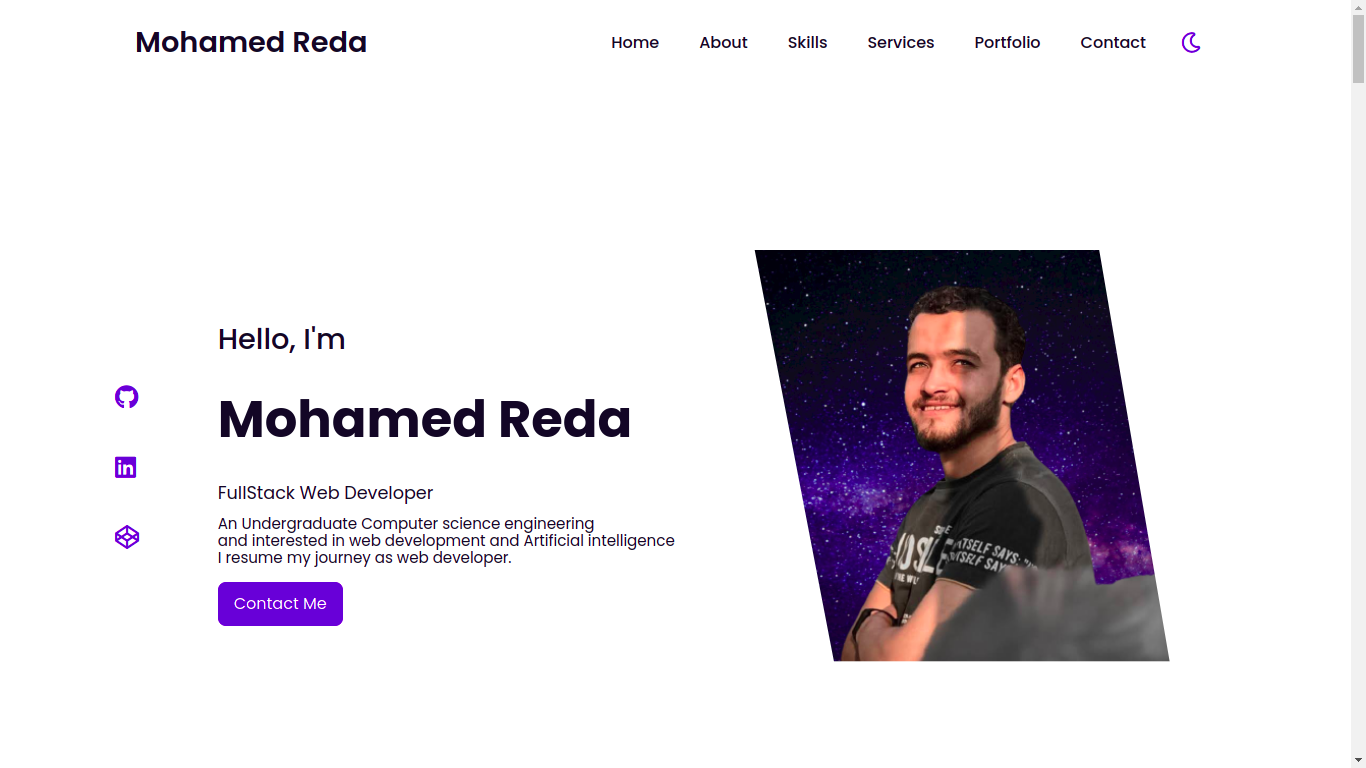 Mohamed Reda
Home About Skills Services Portfolio Contact
Hello, I'm
Mohamed Reda
FullStack Web Developer
An Undergraduate Computer science engineering
and interested in web development and Artificial intelligence
I resume my journey as web developer.
Contact Me